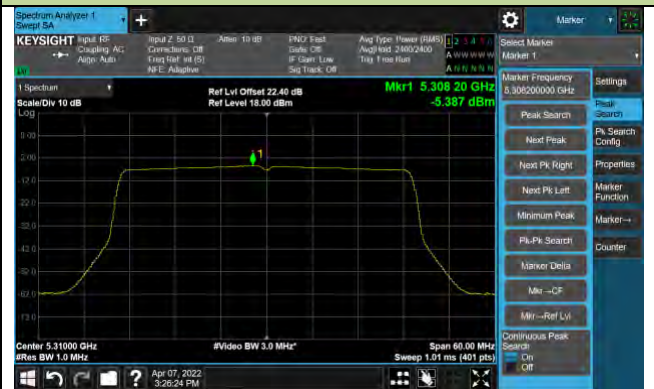 Spectrum Analyzer 1
Swept SA
+
Marker
KEYSIGHT
Input: RF
Coupling: AC
Align: Auto
Input Z: 50 Ω
Corrections: Off
Freq Ref: Int (S)
NFE: Adaptive
Atten: 10 dB
PNO: Fast
Gate: Off
IF Gain: Low
Sig Track: Off
Avg Type: Power (RMS)
Avg|Hold: 2400/2400
Trig: Free Run
1 2 3 4 5 6
A W W W W W
A N N N N N
Select Marker
Marker 1
1 Spectrum
Scale/Div 10 dB
Log
Ref Lvl Offset 22.40 dB
Ref Level 18.00 dBm
Mkr1 5.308 20 GHz
-5.387 dBm
Marker Frequency
5.308200000 GHz
Settings
Peak Search
Peak Search
Next Peak
Pk Search Config
Next Pk Right
Properties
Next Pk Left
Marker Function
Minimum Peak
Marker→
Pk-Pk Search
Counter
Marker Delta
Mkr→CF
Mkr→Ref Lvl
Continuous Peak Search
On
Off
8.00
-2.00
-12.0
-22.0
-32.0
-42.0
-52.0
-62.0
-72.0
1
Center 5.31000 GHz
#Res BW 1.0 MHz
#Video BW 3.0 MHz*
Span 60.00 MHz
Sweep 1.01 ms (401 pts)
?
Apr 07, 2022
3:26:24 PM